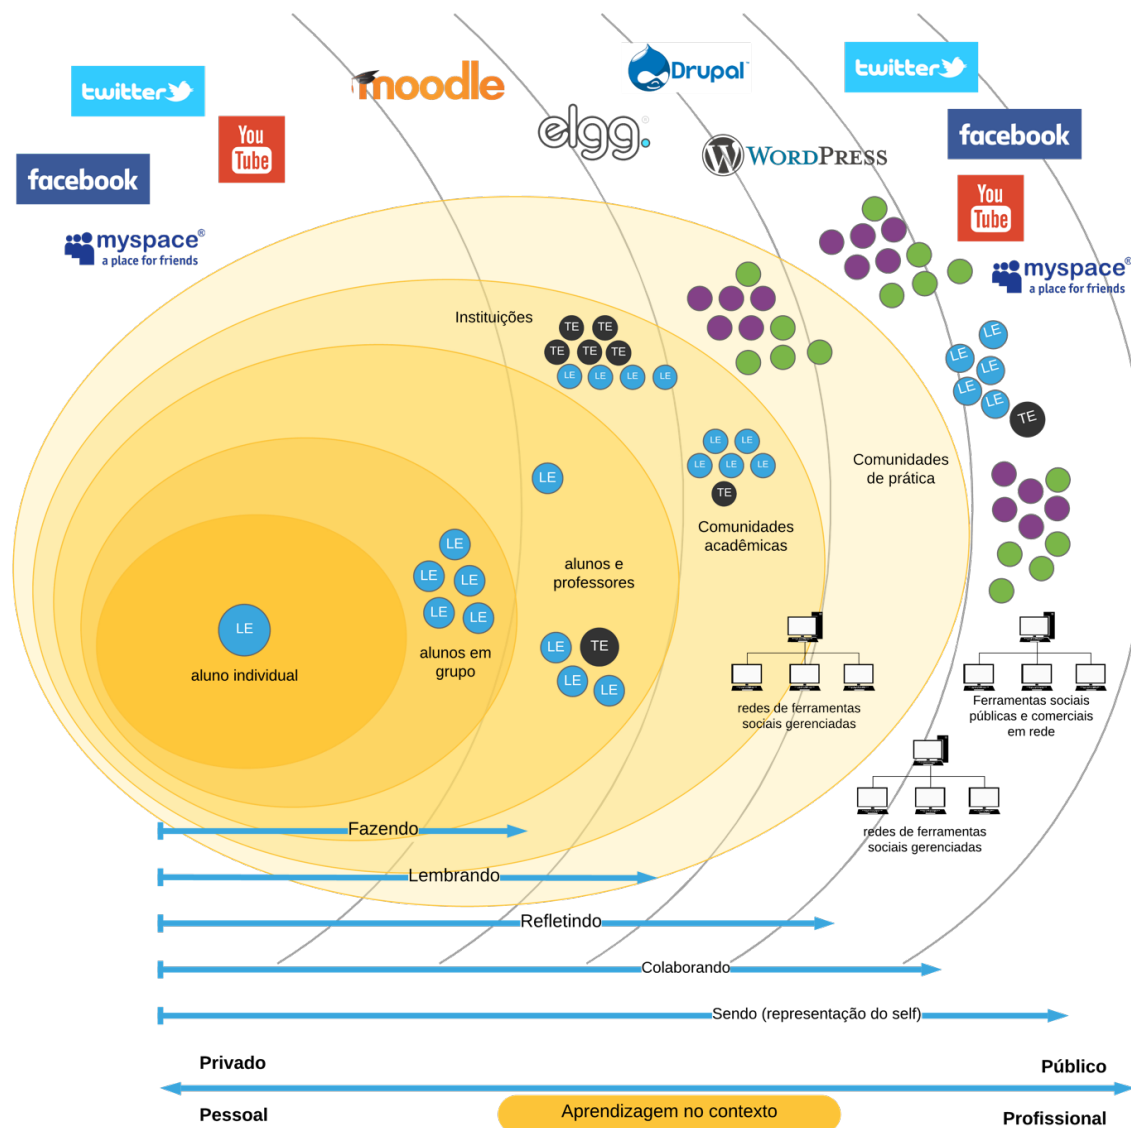 twitter
You
Tube
facebook
myspace®
a place for friends
moodle
elgg.
Drupal
WORDPRESS
twitter
facebook
You
Tube
myspace®
a place for friends
Instituições
TE TE
TE TE TE
LE LE LE LE
LE
LE LE
LE LE LE
TE
Comunidades
acadêmicas
Comunidades
de prática
LE
LE
LE
LE
LE
TE
LE
aluno individual
LE
LE
LE
LE
LE
alunos em
grupo
alunos e
professores
LE
TE
LE
LE
redes de ferramentas
sociais gerenciadas
Ferramentas sociais
públicas e comerciais
em rede
redes de ferramentas
sociais gerenciadas
Fazendo
Lembrando
Refletindo
Colaborando
Sendo (representação do self)
Privado
Público
Pessoal
Aprendizagem no contexto
Profissional